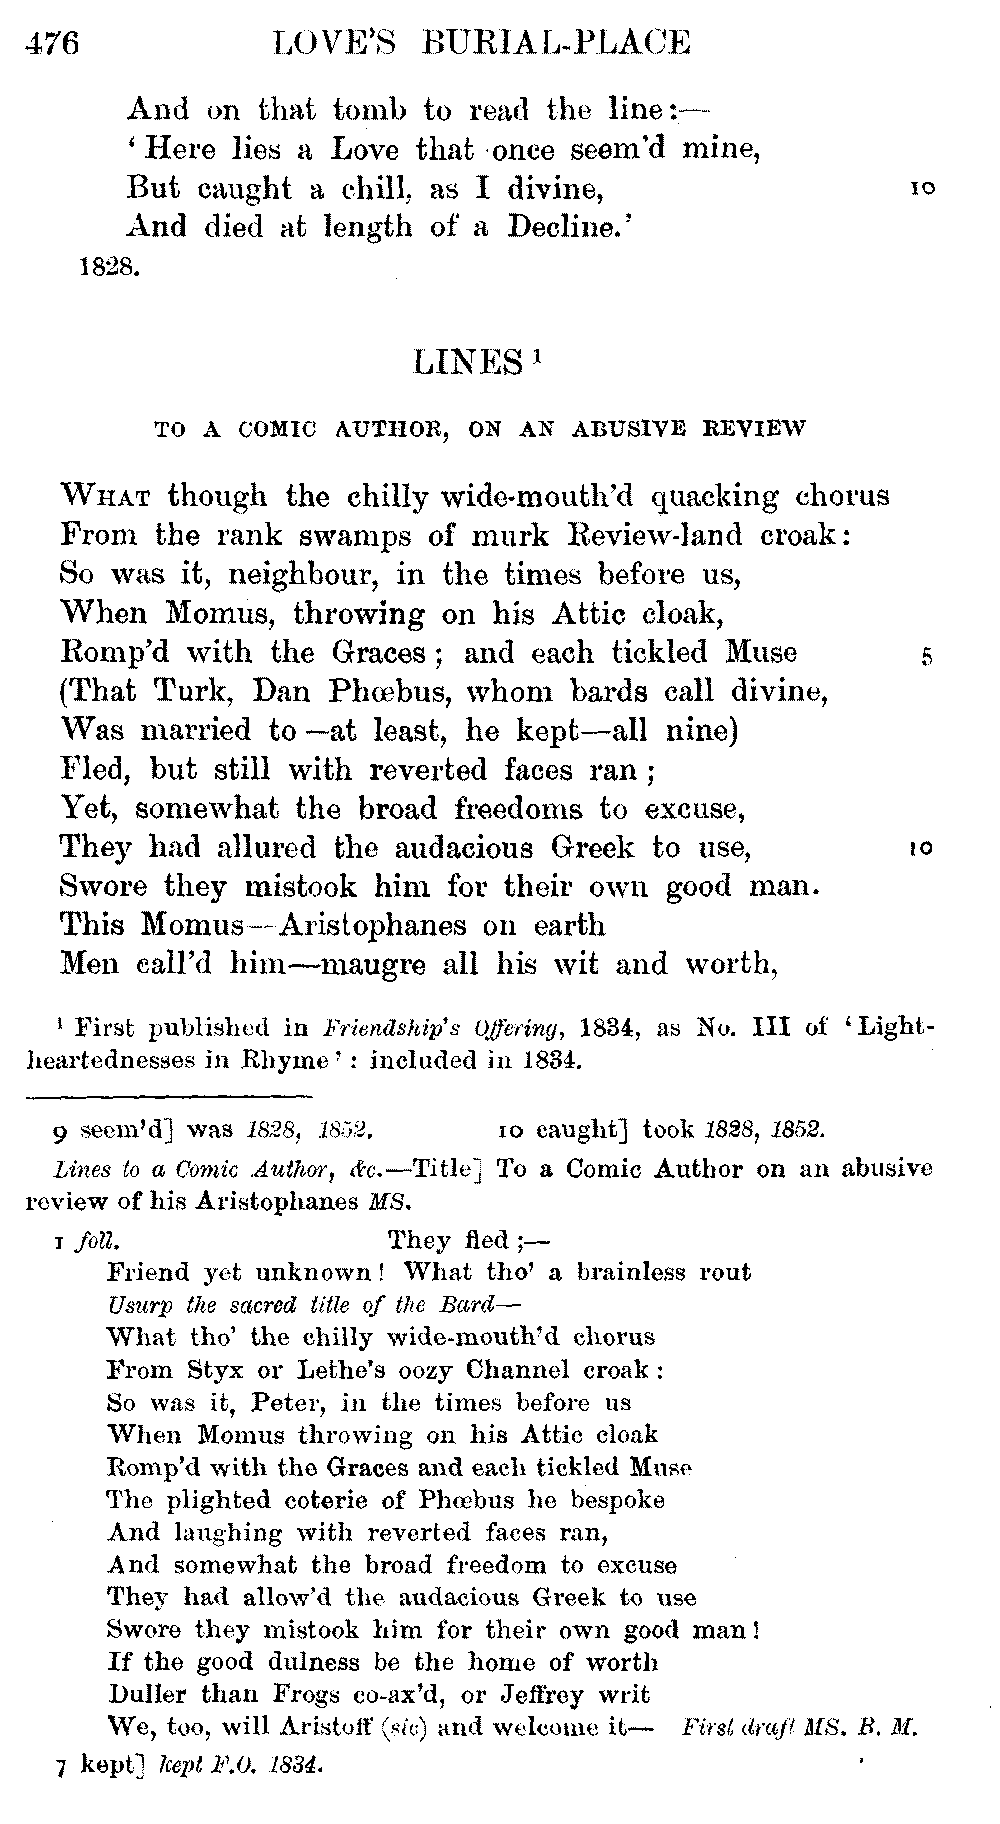 476 LOVE'S BURIAL-PLACE
And on that tomb to read the line:—
‘Here lies a Love that once seem'd mine,
But caught a chill, as I divine, 10
And died at length of a Decline.’
1828.
LINES ¹
TO A COMIC AUTHOR, ON AN ABUSIVE REVIEW
WHAT though the chilly wide-mouth'd quacking chorus
From the rank swamps of murk Review-land croak:
So was it, neighbour, in the times before us,
When Momus, throwing on his Attic cloak,
Romp'd with the Graces; and each tickled Muse 5
(That Turk, Dan Phœbus, whom bards call divine,
Was married to—at least, he kept—all nine)
Fled, but still with reverted faces ran;
Yet, somewhat the broad freedoms to excuse,
They had allured the audacious Greek to use, 10
Swore they mistook him for their own good man.
This Momus—Aristophanes on earth
Men call'd him—maugre all his wit and worth,
¹ First published in Friendship's Offering, 1834, as No. III of ‘Light-
heartednesses in Rhyme’: included in 1834.
9 seem'd] was 1828, 1852. 10 caught] took 1828, 1852.
Lines to a Comic Author, &c.—Title] To a Comic Author on an abusive
review of his Aristophanes MS.
1 foll. They fled;—
Friend yet unknown! What tho' a brainless rout
Usurp the sacred title of the Bard—
What tho' the chilly wide-mouth'd chorus
From Styx or Lethe's oozy Channel croak:
So was it, Peter, in the times before us
When Momus throwing on his Attic cloak
Romp'd with the Graces and each tickled Muse
The plighted coterie of Phœbus he bespoke
And laughing with reverted faces ran,
And somewhat the broad freedom to excuse
They had allow'd the audacious Greek to use
Swore they mistook him for their own good man!
If the good dulness be the home of worth
Duller than Frogs co-ax'd, or Jeffrey writ
We, too, will Aristoff (sic) and welcome it— First draft MS. B. M.
7 kept] kept F.O. 1834.